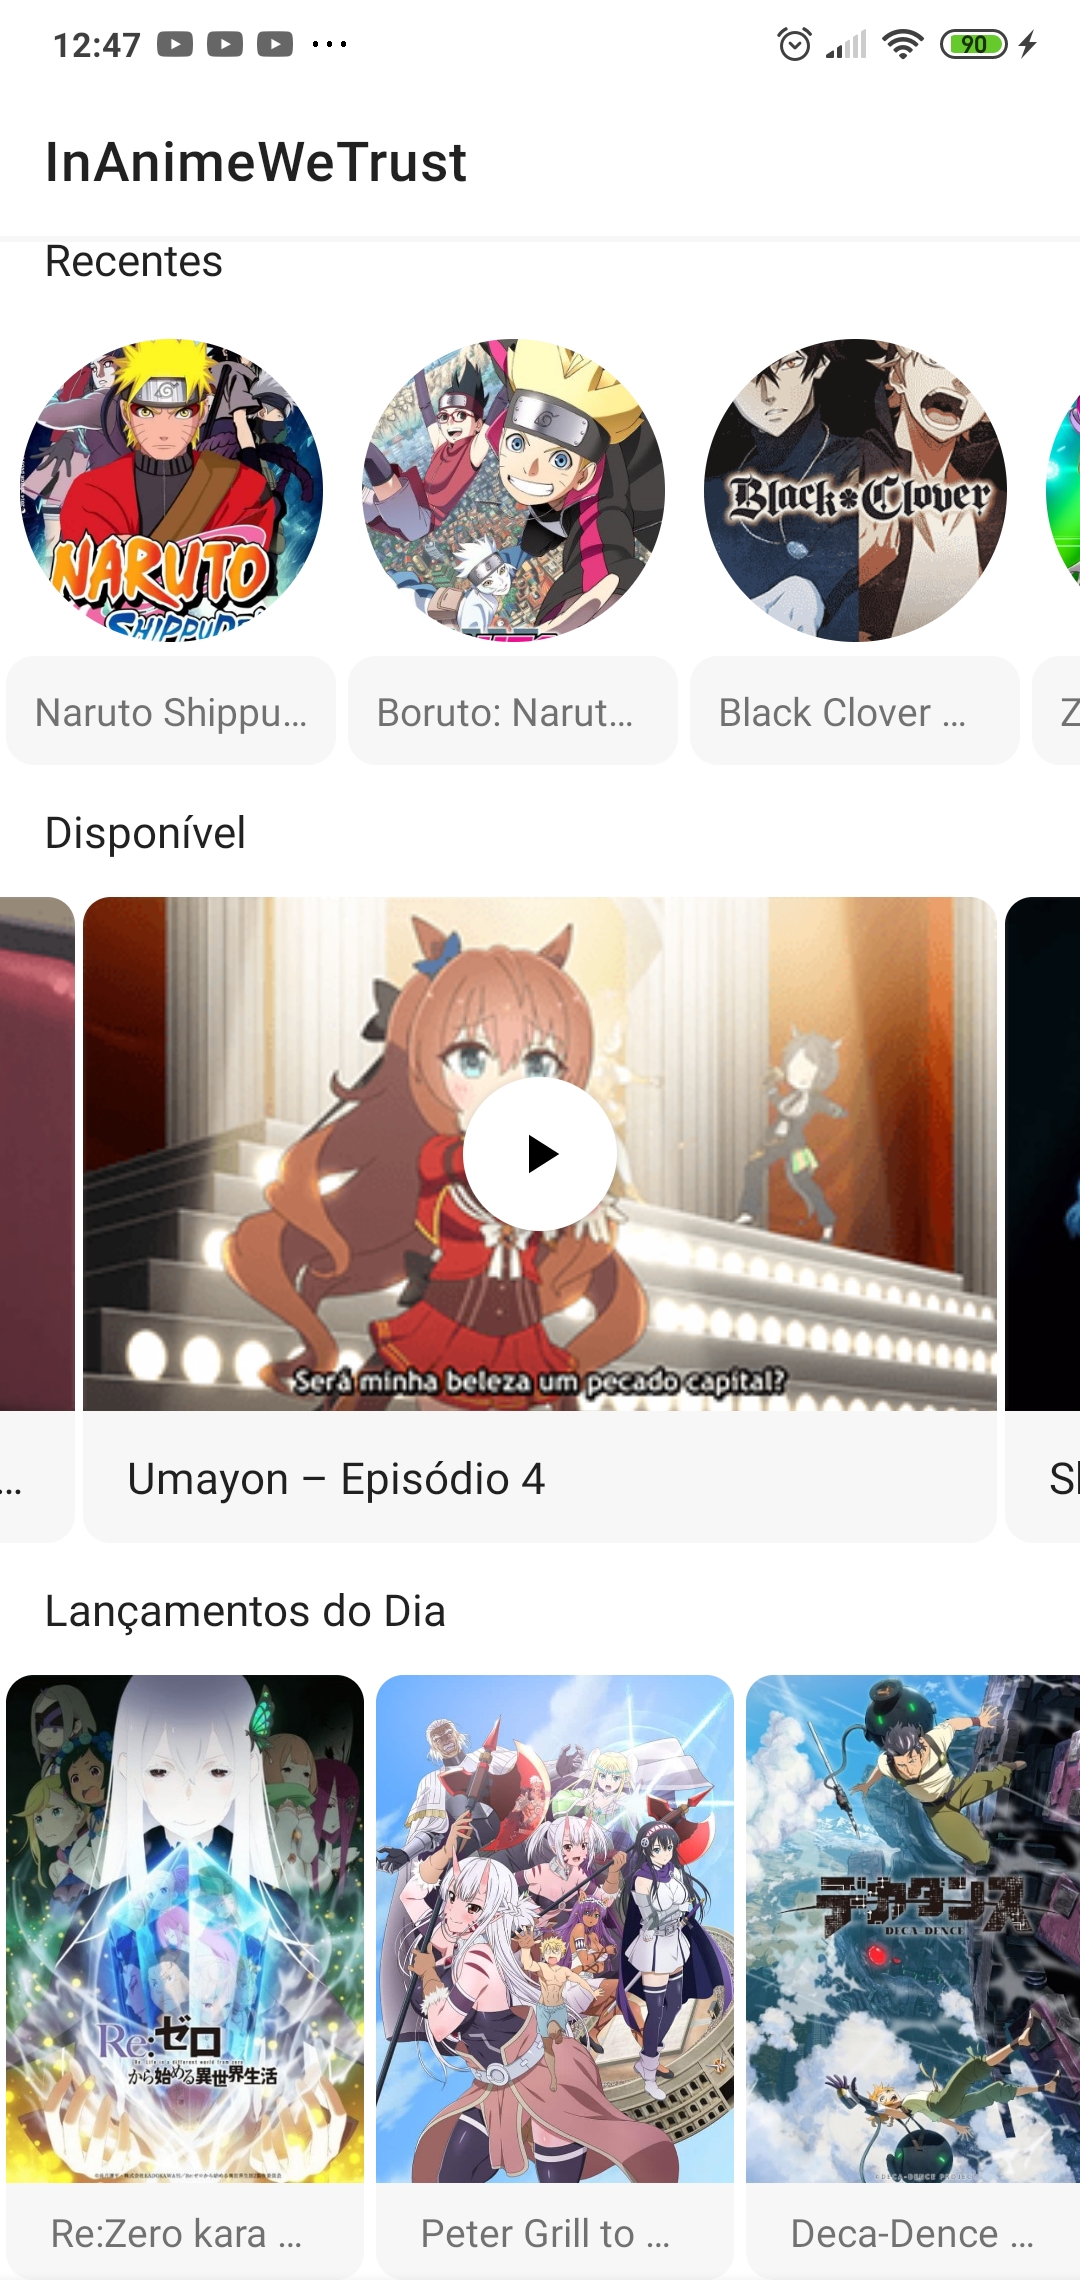 12:47
90
InAnimeWeTrust
Recentes
NARUTO
SHIPPUDE
Black Clover
Naruto Shippu...
Boruto: Narut...
Black Clover ...
Z
Disponível
Será minha beleza um pecado capital?
...
Umayon – Episódio 4
Lançamentos do Dia
デカダンス
DECA-DENCE
Re:ゼロ
から始める異世界生活
Re:Zero kara ...
Peter Grill to ...
Deca-Dence ...